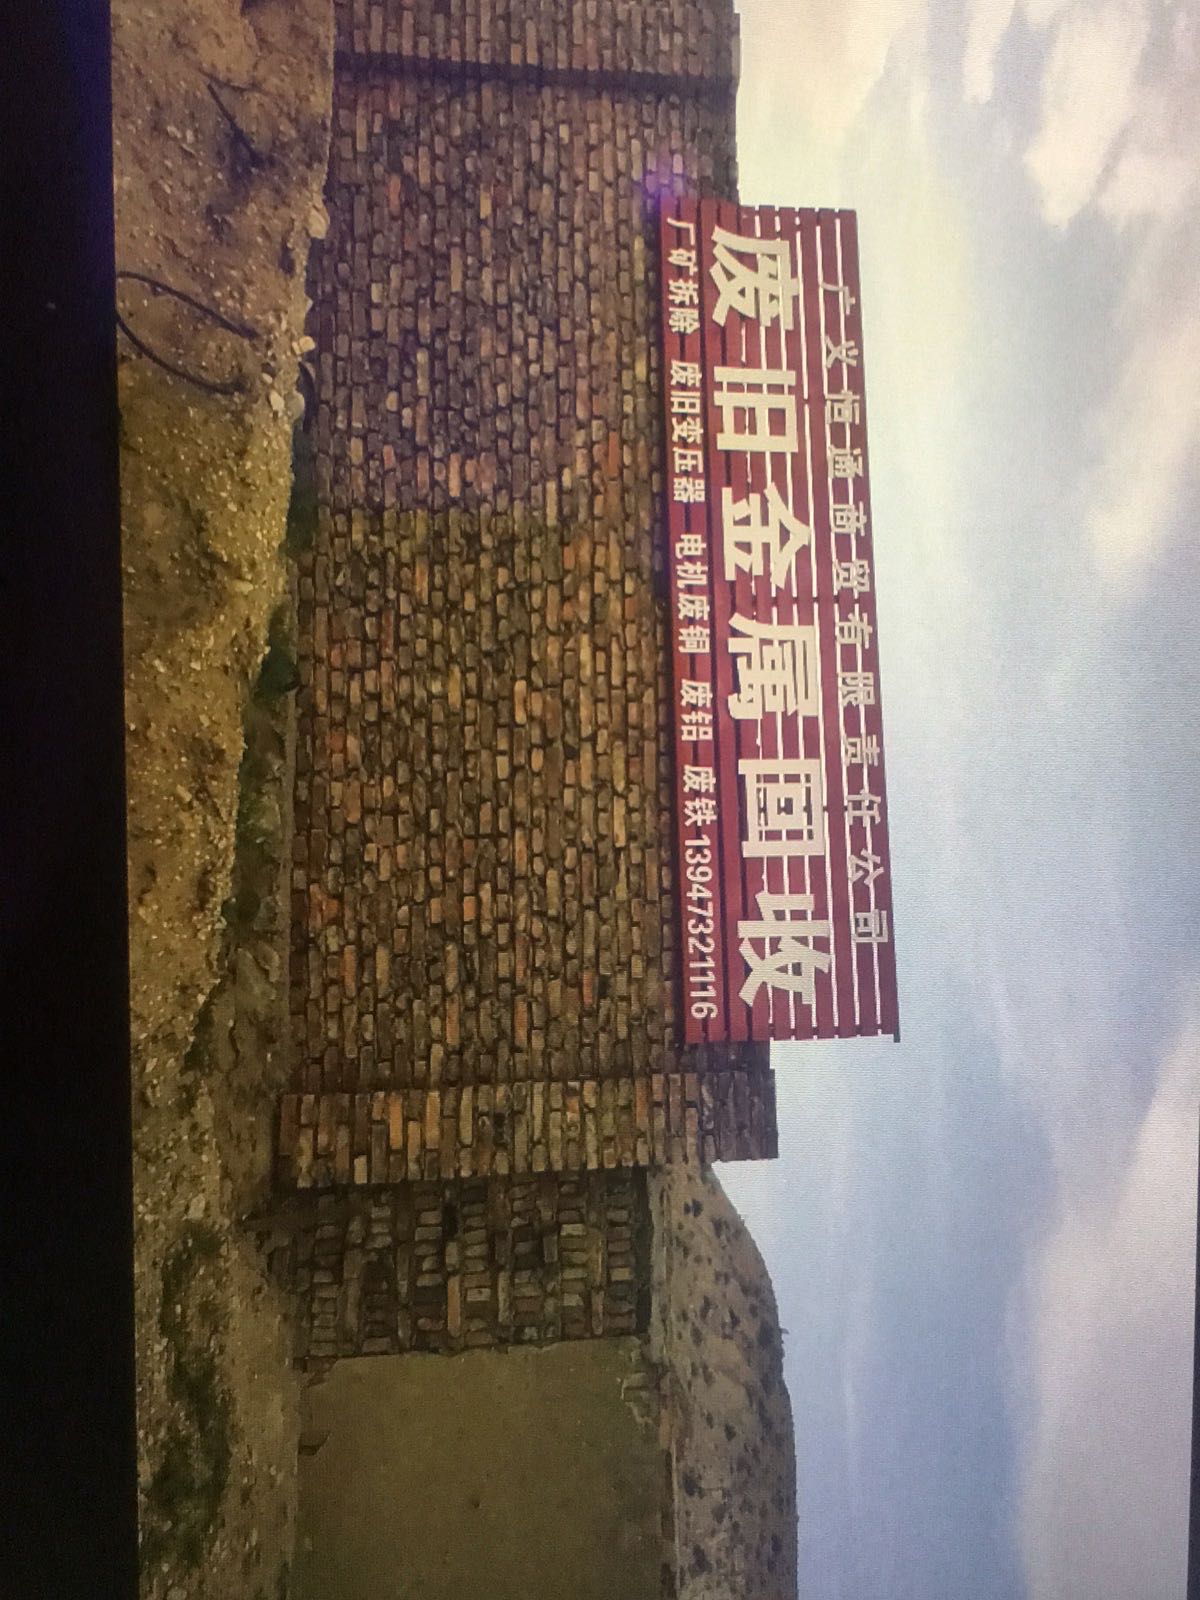 广义恒通商贸有限责任公司
废旧金属回收
厂矿拆除 废旧变压器 电机废铜 废铝 废铁 13947321116